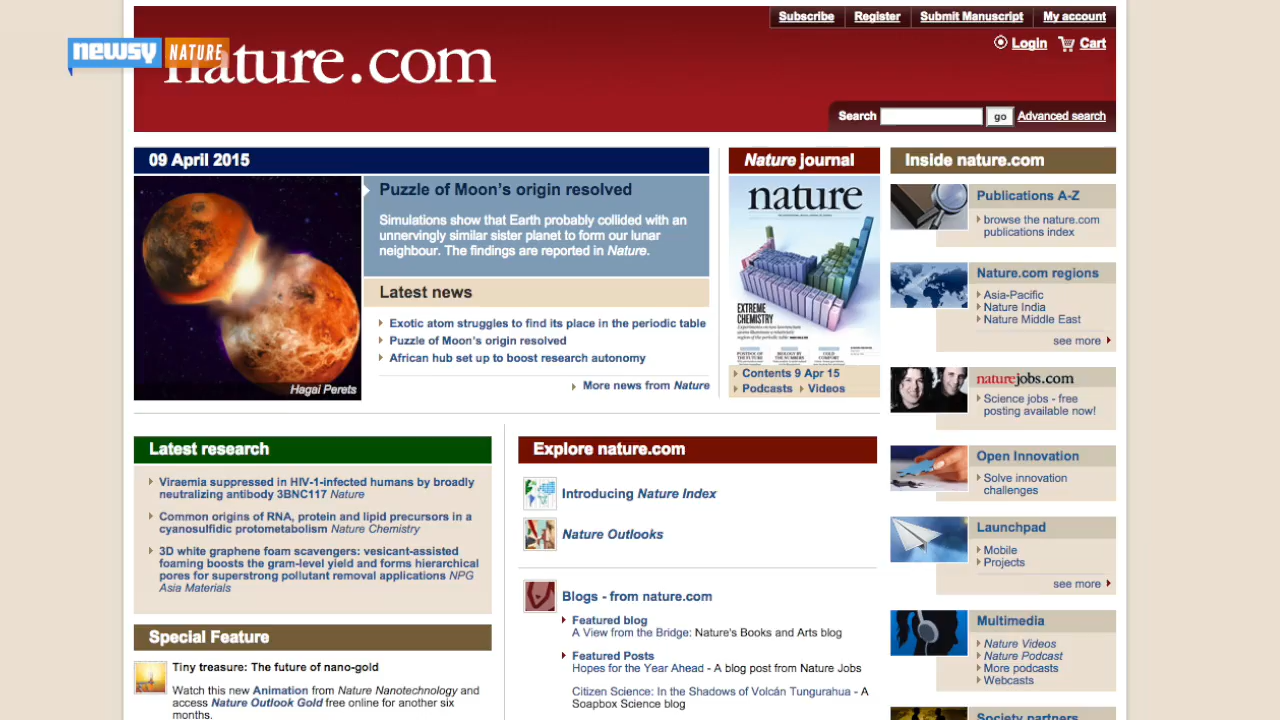 Subscribe
Register
Submit Manuscript
My account
newsy NATURE
nature.com
Login
Cart
Search
go
Advanced search
09 April 2015
Puzzle of Moon's origin resolved
Simulations show that Earth probably collided with an
unnervingly similar sister planet to form our lunar
neighbour. The findings are reported in Nature.
Hagai Perets
Latest news
Exotic atom struggles to find its place in the periodic table
Puzzle of Moon's origin resolved
African hub set up to boost research autonomy
More news from Nature
Nature journal
nature
EXTREME
CHEMISTRY
Contents 9 Apr 15
Podcasts
Videos
Inside nature.com
Publications A-Z
browse the nature.com
publications index
Nature.com regions
Asia-Pacific
Nature India
Nature Middle East
see more
naturejobs.com
Science jobs - free
posting available now!
Open Innovation
Solve innovation
challenges
Launchpad
Mobile
Projects
see more
Multimedia
Nature Videos
Nature Podcast
More podcasts
Webcasts
Society partners
Latest research
Viraemia suppressed in HIV-1-infected humans by broadly
neutralizing antibody 3BNC117 Nature
Common origins of RNA, protein and lipid precursors in a
cyanosulfidic protometabolism Nature Chemistry
3D white graphene foam scavengers: vesicant-assisted
foaming boosts the gram-level yield and forms hierarchical
pores for superstrong pollutant removal applications NPG
Asia Materials
Special Feature
Tiny treasure: The future of nano-gold
Watch this new Animation from Nature Nanotechnology and
access Nature Outlook Gold free online for another six
months.
Explore nature.com
Introducing Nature Index
Nature Outlooks
Blogs - from nature.com
Featured blog
A View from the Bridge: Nature's Books and Arts blog
Featured Posts
Hopes for the Year Ahead - A blog post from Nature Jobs
Citizen Science: In the Shadows of Volcán Tungurahua - A
Soapbox Science blog